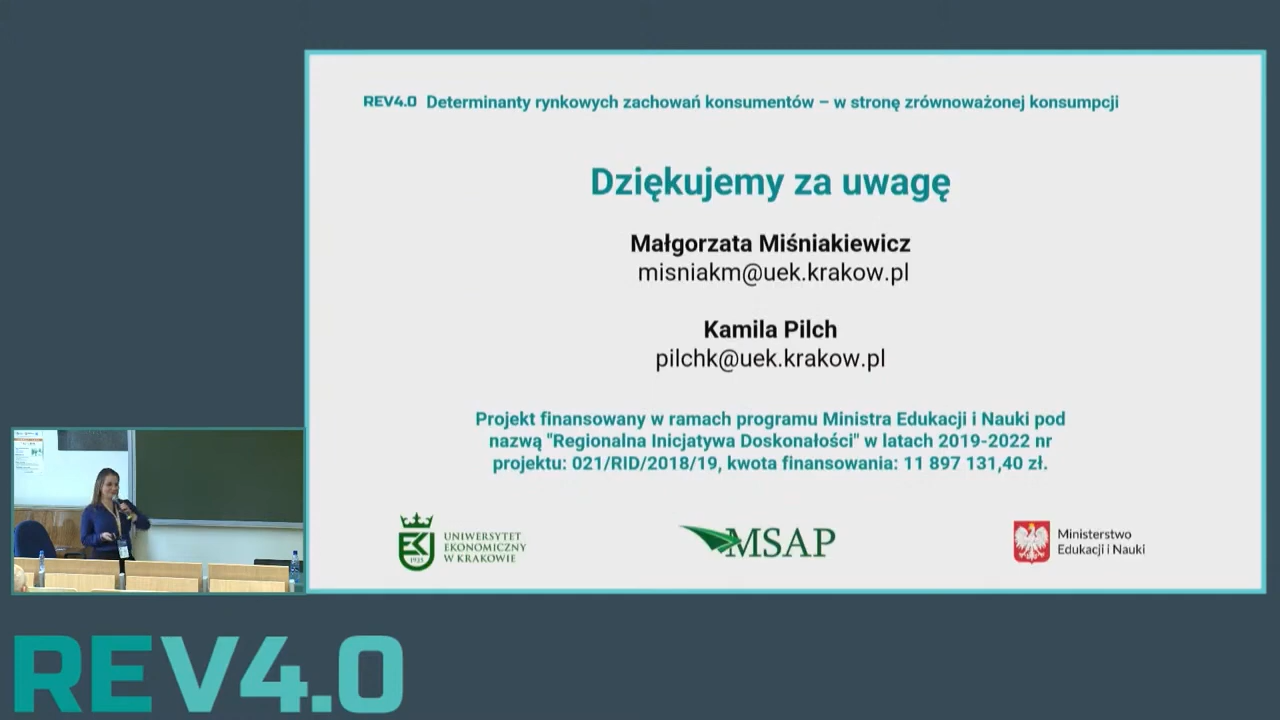 REV4.0 Determinanty rynkowych zachowań konsumentów – w stronę zrównoważonej konsumpcji
Dziękujemy za uwagę
Małgorzata Miśniakiewicz
misniakm@uek.krakow.pl
Kamila Pilch
pilchk@uek.krakow.pl
Projekt finansowany w ramach programu Ministra Edukacji i Nauki pod
nazwą "Regionalna Inicjatywa Doskonałości" w latach 2019-2022 nr
projektu: 021/RID/2018/19, kwota finansowania: 11 897 131,40 zł.
EK
1925
UNIWERSYTET
EKONOMICZNY
W KRAKOWIE
MSAP
Ministerstwo
Edukacji i Nauki
REV4.0